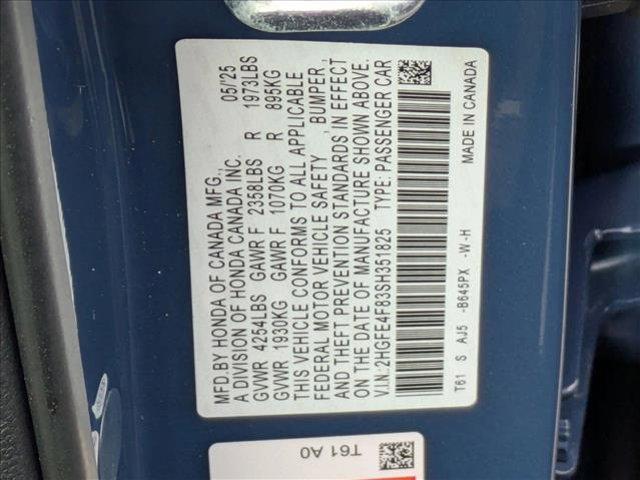 MFD.BY HONDA OF CANADA MFG., 05/25
A DIVISION OF HONDA CANADA INC.
GVWR 4254LBS GAWR F 2358LBS R 1973LBS
GVWR 1930KG GAWR F 1070KG R 895KG
THIS VEHICLE CONFORMS TO ALL APPLICABLE
FEDERAL MOTOR VEHICLE SAFETY , BUMPER,
AND THEFT PREVENTION STANDARDS IN EFFECT
ON THE DATE OF MANUFACTURE SHOWN ABOVE.
V.I.N: 2HGFE4F83SH351825 TYPE: PASSENGER CAR
T61 S AJ5 -B645PX -W-H MADE IN CANADA
T61 A0